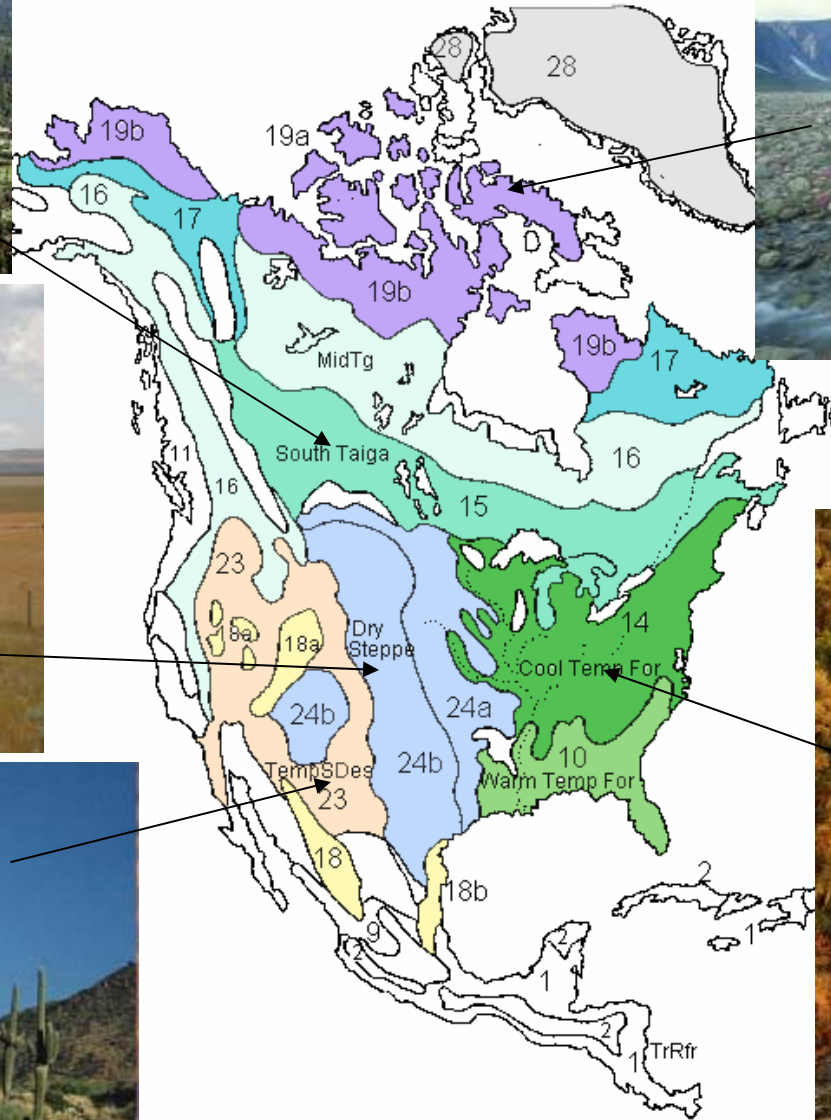 28
28
19b
19a
16
17
19b
19b
17
MidTg
11
South Taiga
16
16
15
23
14
18a
18a
Dry
Steppe
Cool Temp For
24b
24a
10
TempSDes
24b
Warm Temp For
23
18
18b
2
9
2
2
1
1
2
TrRfr
1